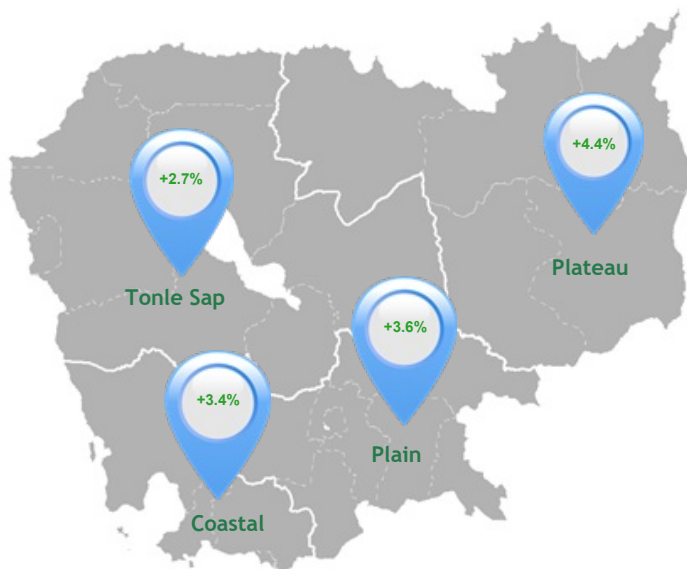 +4.4%
Plateau
+2.7%
Tonle Sap
+3.6%
Plain
+3.4%
Coastal